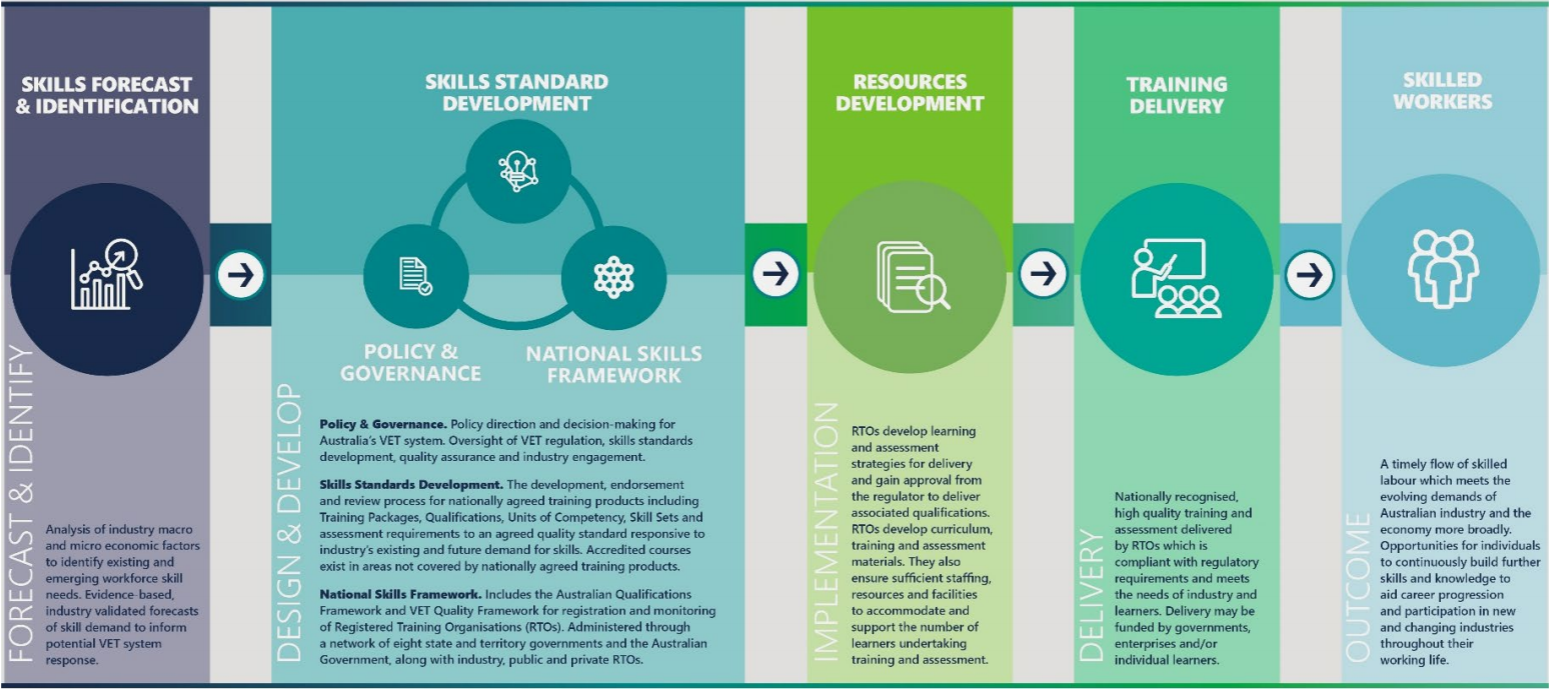 SKILLS FORECAST
& IDENTIFICATION
FORECAST & IDENTIFY
Analysis of industry macro
and micro economic factors
to identify existing and
emerging workforce skill
needs. Evidence-based,
industry validated forecasts
of skill demand to inform
potential VET system
response.
SKILLS STANDARD
DEVELOPMENT
POLICY &
GOVERNANCE
NATIONAL SKILLS
FRAMEWORK
DESIGN & DEVELOP
Policy & Governance. Policy direction and decision-making for
Australia's VET system. Oversight of VET regulation, skills standards
development, quality assurance and industry engagement.
Skills Standards Development. The development, endorsement
and review process for nationally agreed training products including
Training Packages, Qualifications, Units of Competency, Skill Sets and
assessment requirements to an agreed quality standard responsive to
industry's existing and future demand for skills. Accredited courses
exist in areas not covered by nationally agreed training products.
National Skills Framework. Includes the Australian Qualifications
Framework and VET Quality Framework for registration and monitoring
of Registered Training Organisations (RTOs). Administered through
a network of eight state and territory governments and the Australian
Government, along with industry, public and private RTOs.
RESOURCES
DEVELOPMENT
IMPLEMENTATION
RTOs develop learning
and assessment
strategies for delivery
and gain approval from
the regulator to deliver
associated qualifications.
RTOs develop curriculum,
training and assessment
materials. They also
ensure sufficient staffing,
resources and facilities
to accommodate and
support the number of
learners undertaking
training and assessment.
TRAINING
DELIVERY
DELIVERY
Nationally recognised,
high quality training and
assessment delivered
by RTOs which is
compliant with regulatory
requirements and meets
the needs of industry and
learners. Delivery may be
funded by governments,
enterprises and/or
individual learners.
SKILLED
WORKERS
OUTCOME
A timely flow of skilled
labour which meets the
evolving demands of
Australian industry and the
economy more broadly.
Opportunities for individuals
to continuously build further
skills and knowledge to
aid career progression
and participation in new
and changing industries
throughout their
working life.